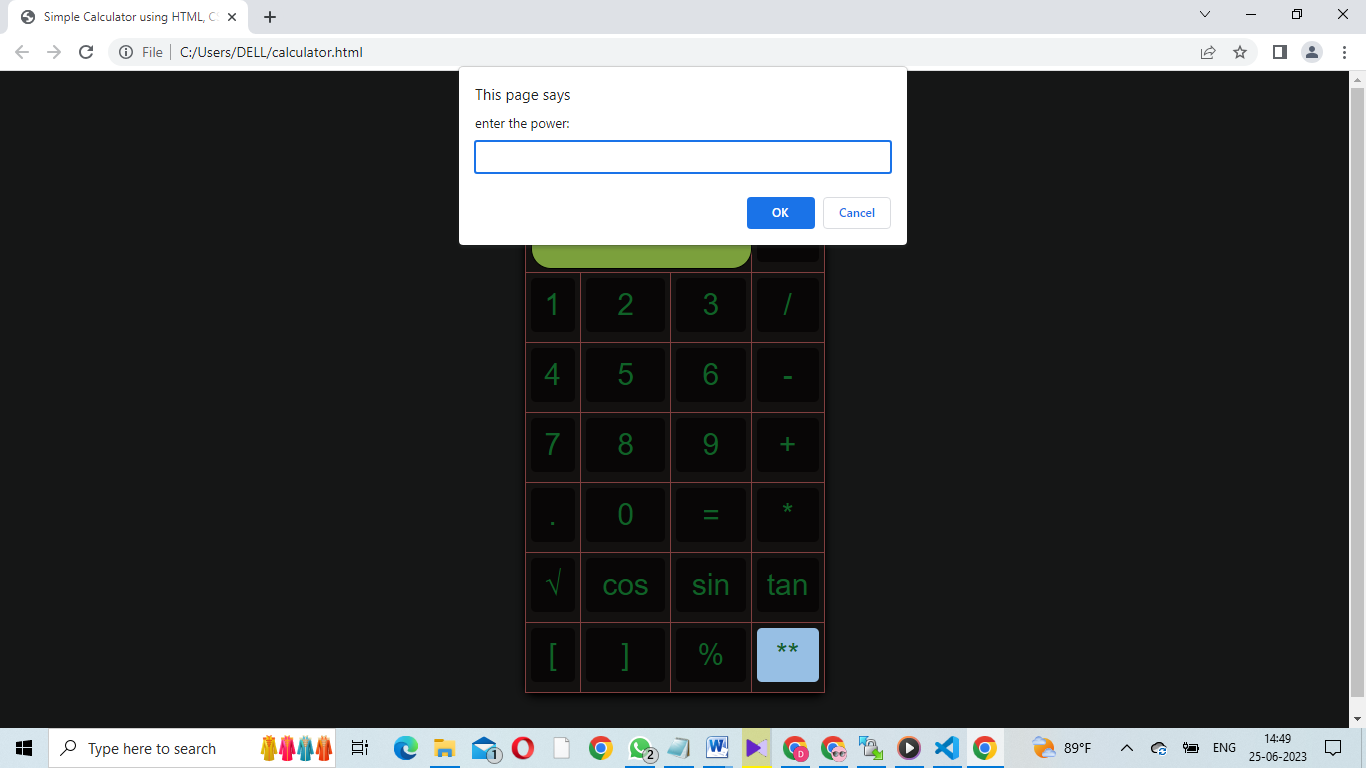 Simple Calculator using HTML, CS
File C:/Users/DELL/calculator.html
This page says
enter the power:
OK Cancel
1 2 3 /
4 5 6 -
7 8 9 +
. 0 = *
√ cos sin tan
[ ] % **
Type here to search
1
2
W
D
89°F
ENG
14:49
25-06-2023